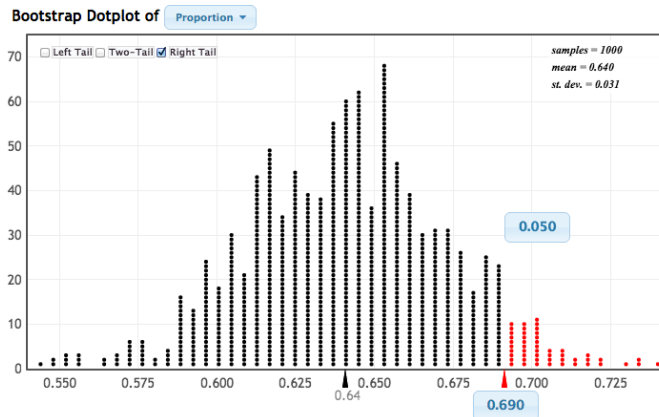 Bootstrap Dotplot of Proportion
70
Left Tail Two-Tail Right Tail
samples = 1000
mean = 0.640
st. dev. = 0.031
60
50
40
30
0.050
20
10
0
0.550 0.575 0.600 0.625 0.650 0.675 0.700 0.725
0.64
0.690